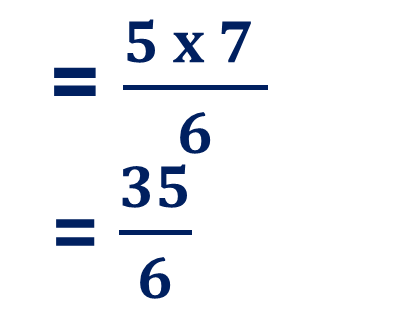 = 5 x 7
6
= 35
6